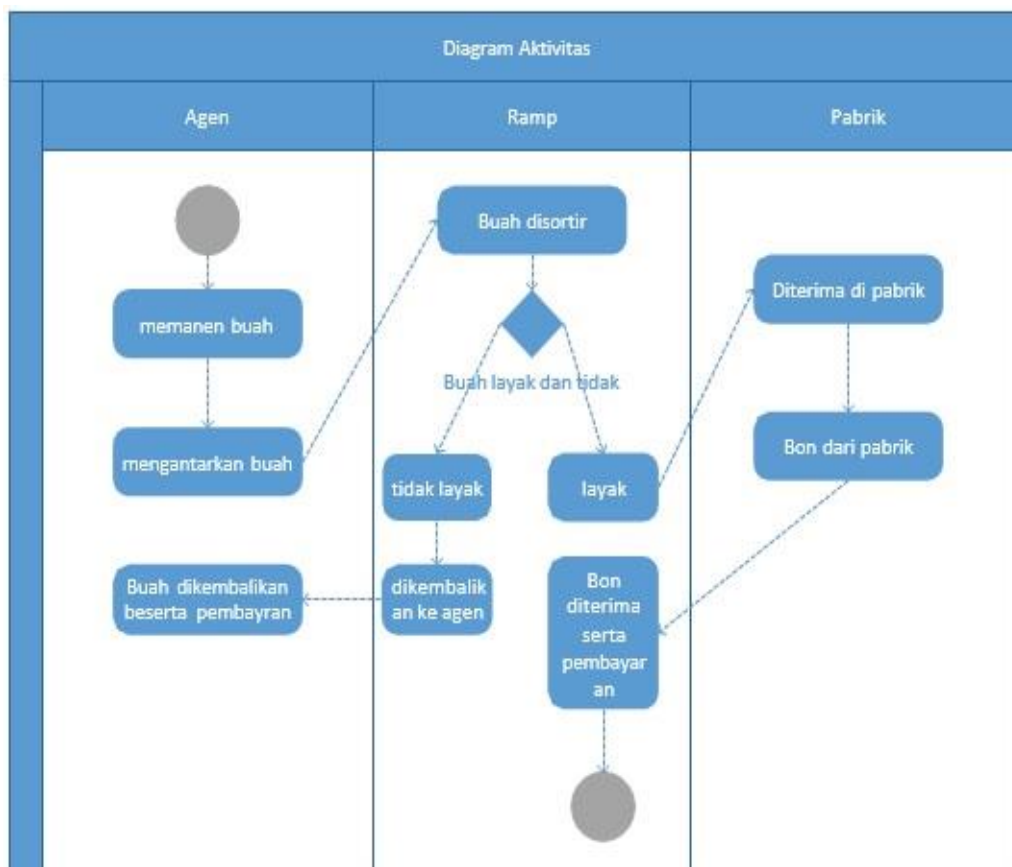 Diagram Aktivitas
Agen
Ramp
Pabrik
Buah disortir
memanen buah
Diterima di pabrik
Buah layak dan tidak
mengantarkan buah
Bon dari pabrik
tidak layak
layak
Buah dikembalikan
beserta pembayran
dikembalik
an ke agen
Bon
diterima
serta
pembayar
an